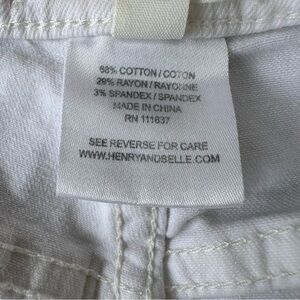 68% COTTON / COTON
29% RAYON / RAYONNE
3% SPANDEX / SPANDEX
MADE IN CHINA
RN 111637
SEE REVERSE FOR CARE
WWW.HENRYANDBELLE.COM